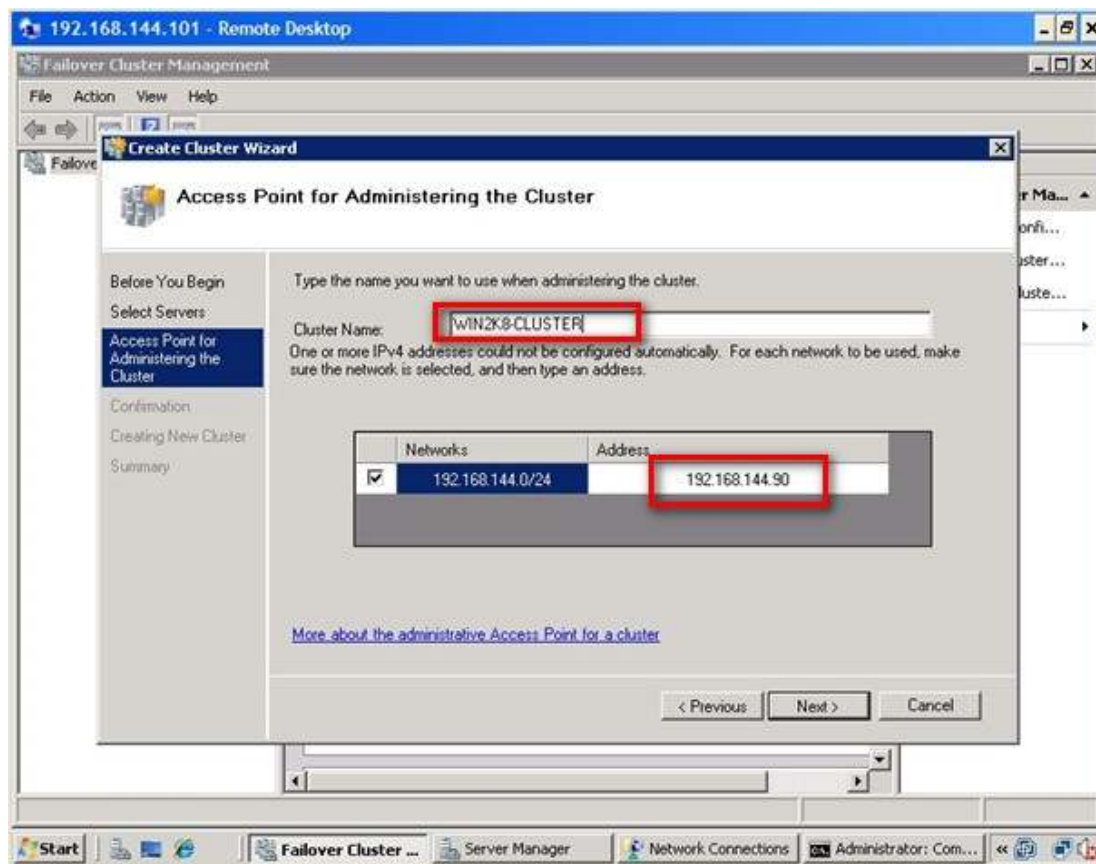 192.168.144.101 - Remote Desktop
Failover Cluster Management
File Action View Help
Failove
Create Cluster Wizard
Access Point for Administering the Cluster
r Ma...
onfi...
uster...
luste...
Before You Begin
Select Servers
Access Point for
Administering the
Cluster
Confirmation
Creating New Cluster
Summary
Type the name you want to use when administering the cluster.
Cluster Name: WIN2K8-CLUSTER
One or more IPv4 addresses could not be configured automatically. For each network to be used, make
sure the network is selected, and then type an address.
Networks Address
192.168.144.0/24 192.168.144.90
More about the administrative Access Point for a cluster
< Previous Next > Cancel
Start Failover Cluster ... Server Manager Network Connections Administrator: Com... «